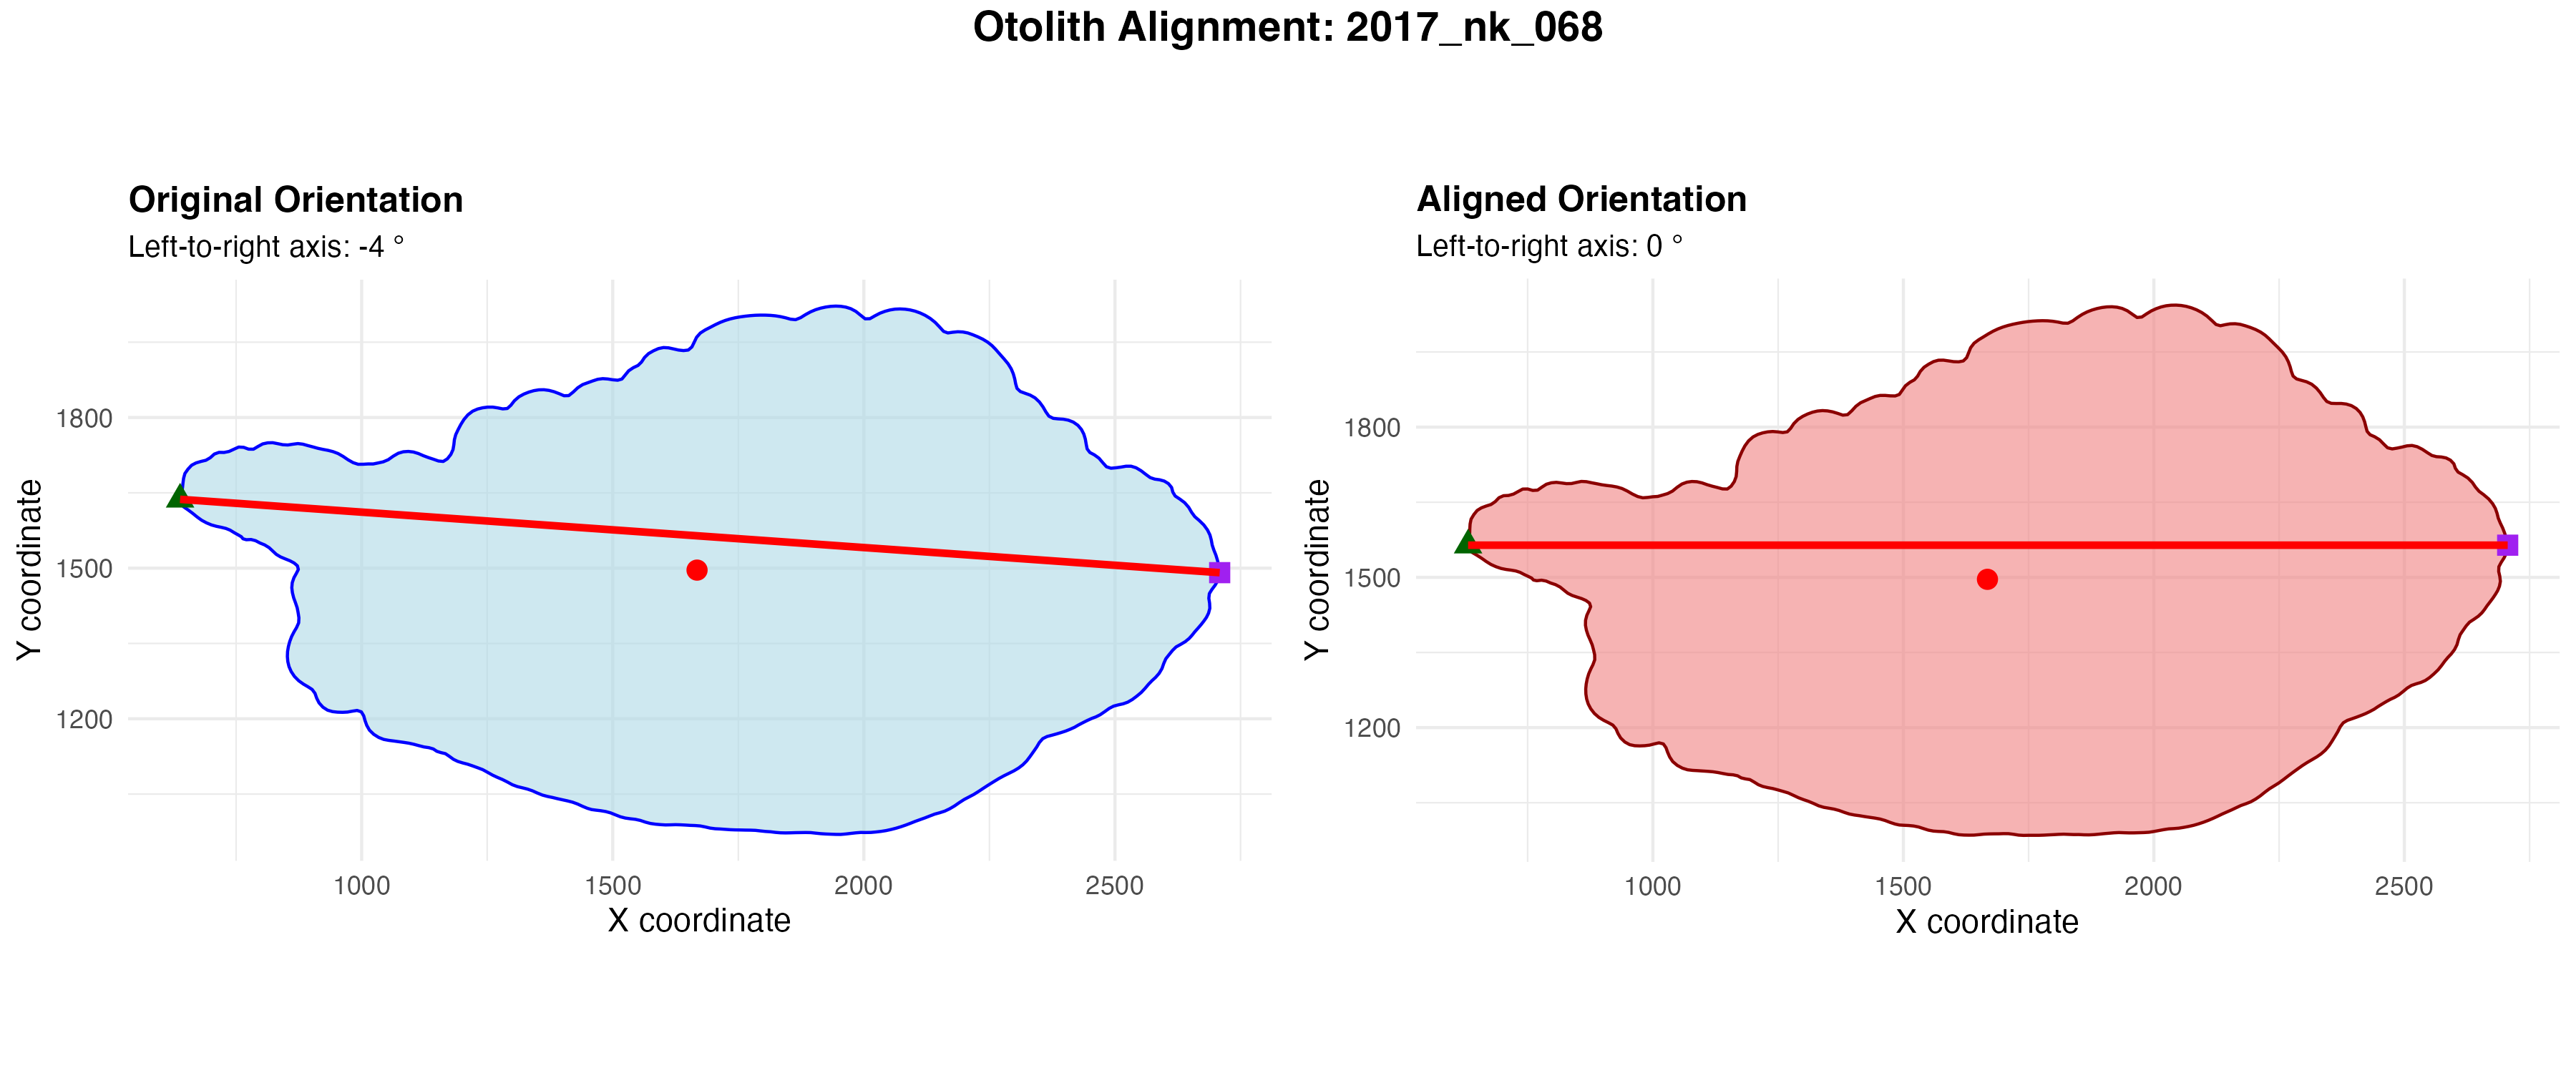 Otolith Alignment: 2017_nk_068
Original Orientation
Left-to-right axis: -4 °
Y coordinate
1800
1500
1200
1000
1500
2000
2500
X coordinate
Aligned Orientation
Left-to-right axis: 0 °
Y coordinate
1800
1500
1200
1000
1500
2000
2500
X coordinate